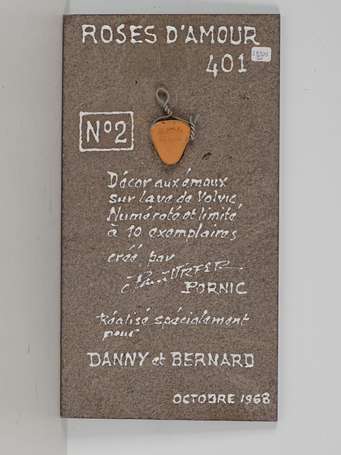 ROSES D'AMOUR
401
N°2
Décor aux émaux
sur lave de Volvic
Numéroté et limité
à 10 exemplaires
créé par
PORNIC
Réalisé spécialement
pour
DANNY et BERNARD
OCTOBRE 1968